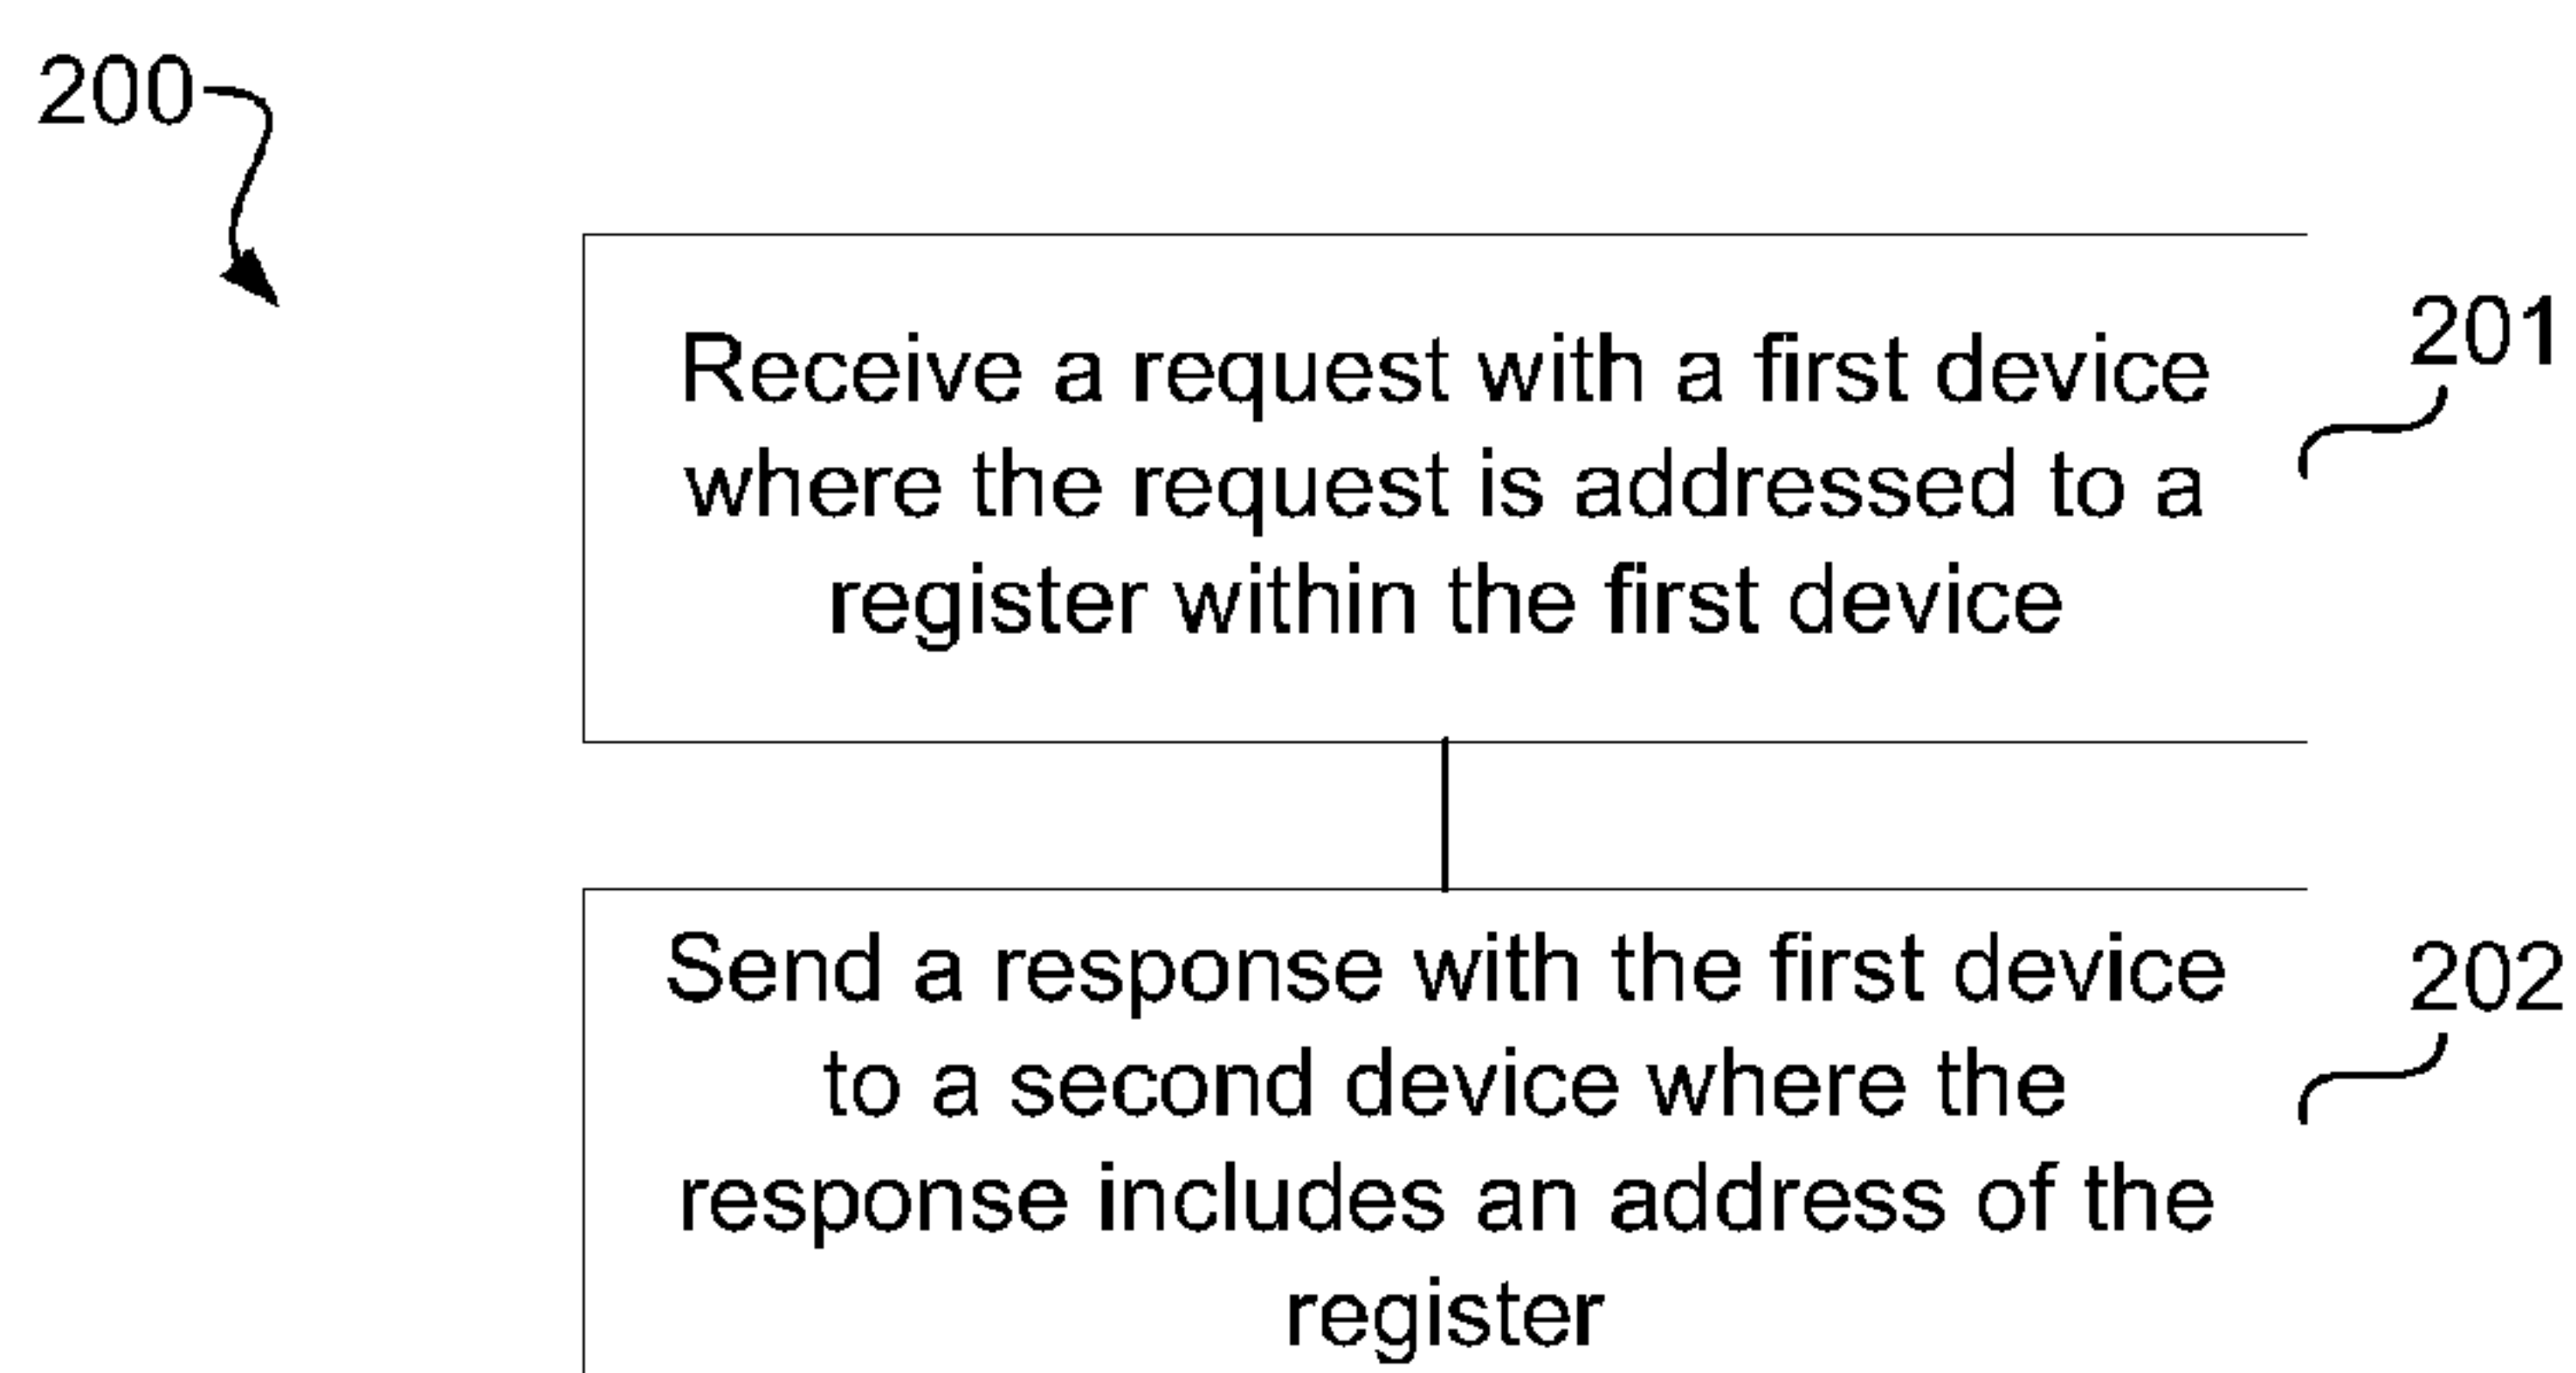 200
Receive a request with a first device
where the request is addressed to a
register within the first device
201
Send a response with the first device
to a second device where the
response includes an address of the
register
202